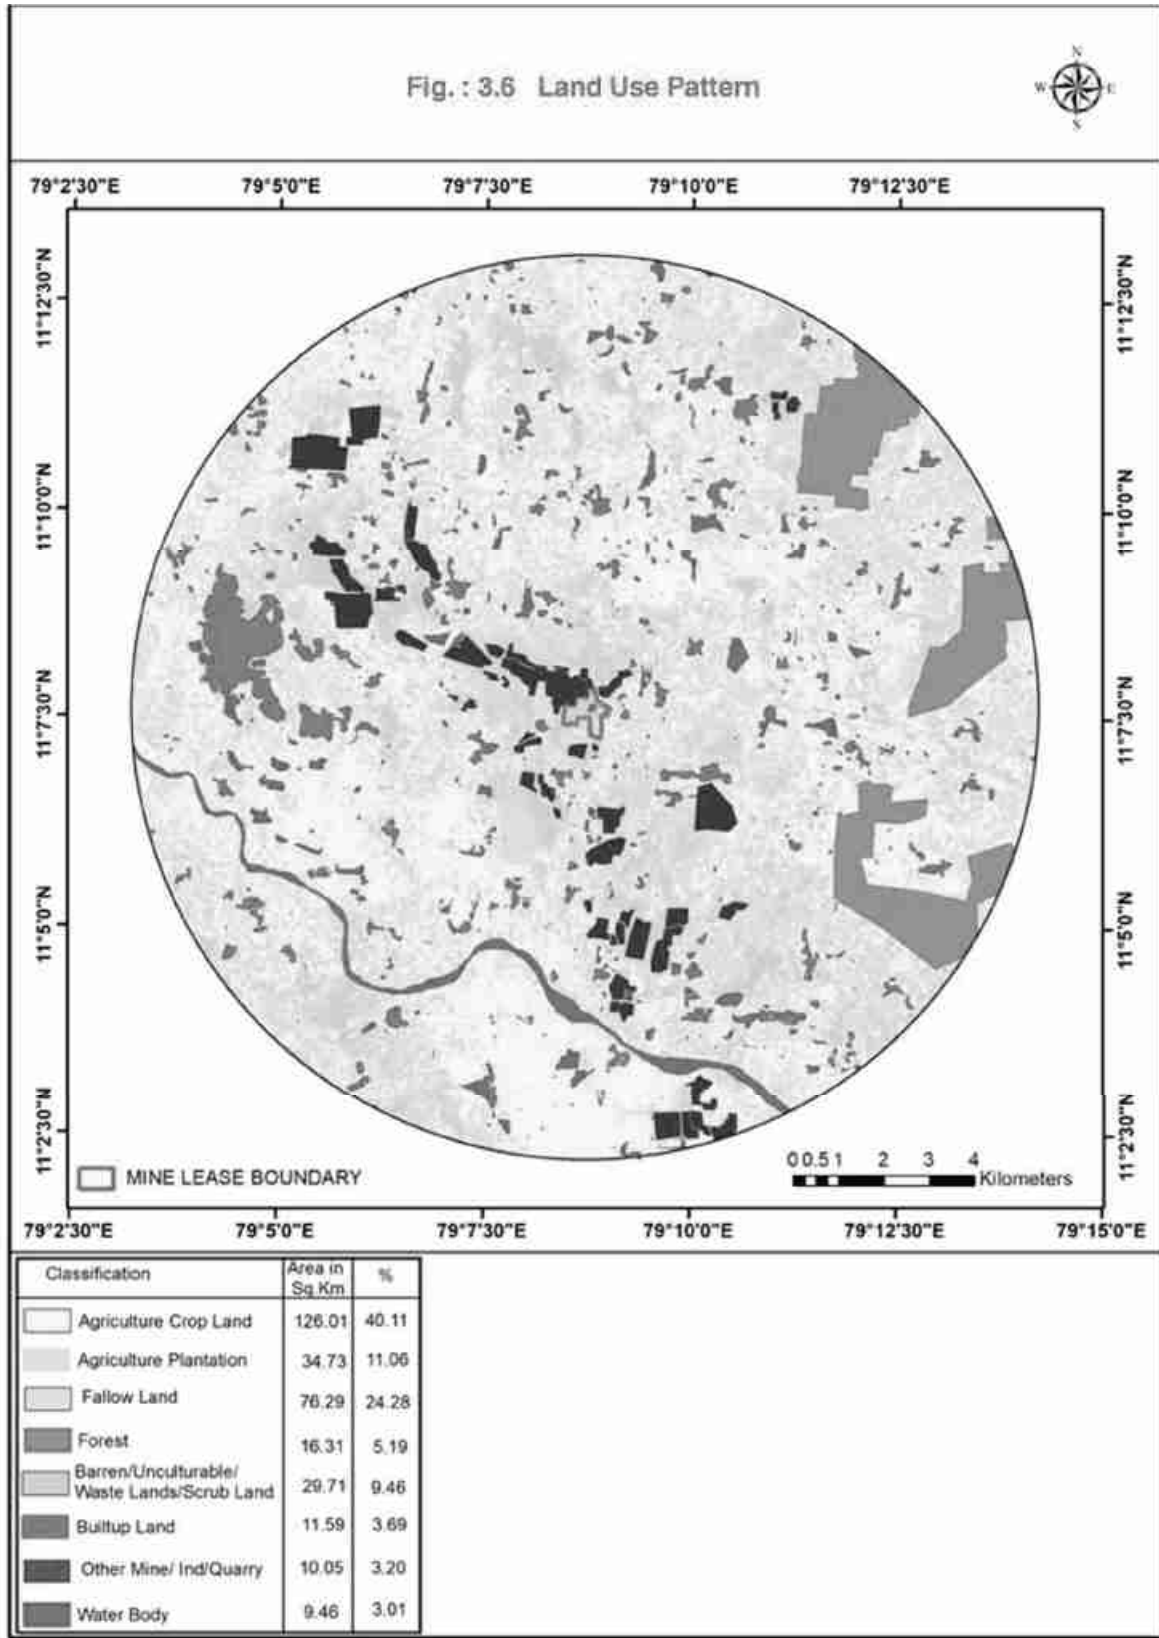 Fig. : 3.6 Land Use Pattern
N
W E
S
79°2'30"E 79°5'0"E 79°7'30"E 79°10'0"E 79°12'30"E
11°12'30"N 11°12'30"N
11°10'0"N 11°10'0"N
11°7'30"N 11°7'30"N
11°5'0"N 11°5'0"N
11°2'30"N 11°2'30"N
MINE LEASE BOUNDARY
0 0.5 1 2 3 4
Kilometers
79°2'30"E 79°5'0"E 79°7'30"E 79°10'0"E 79°12'30"E 79°15'0"E
Classification Area in Sq.Km %
Agriculture Crop Land 126.01 40.11
Agriculture Plantation 34.73 11.06
Fallow Land 76.29 24.28
Forest 16.31 5.19
Barren/Unculturable/
Waste Lands/Scrub Land 29.71 9.46
Builtup Land 11.59 3.69
Other Mine/ Ind/Quarry 10.05 3.20
Water Body 9.46 3.01